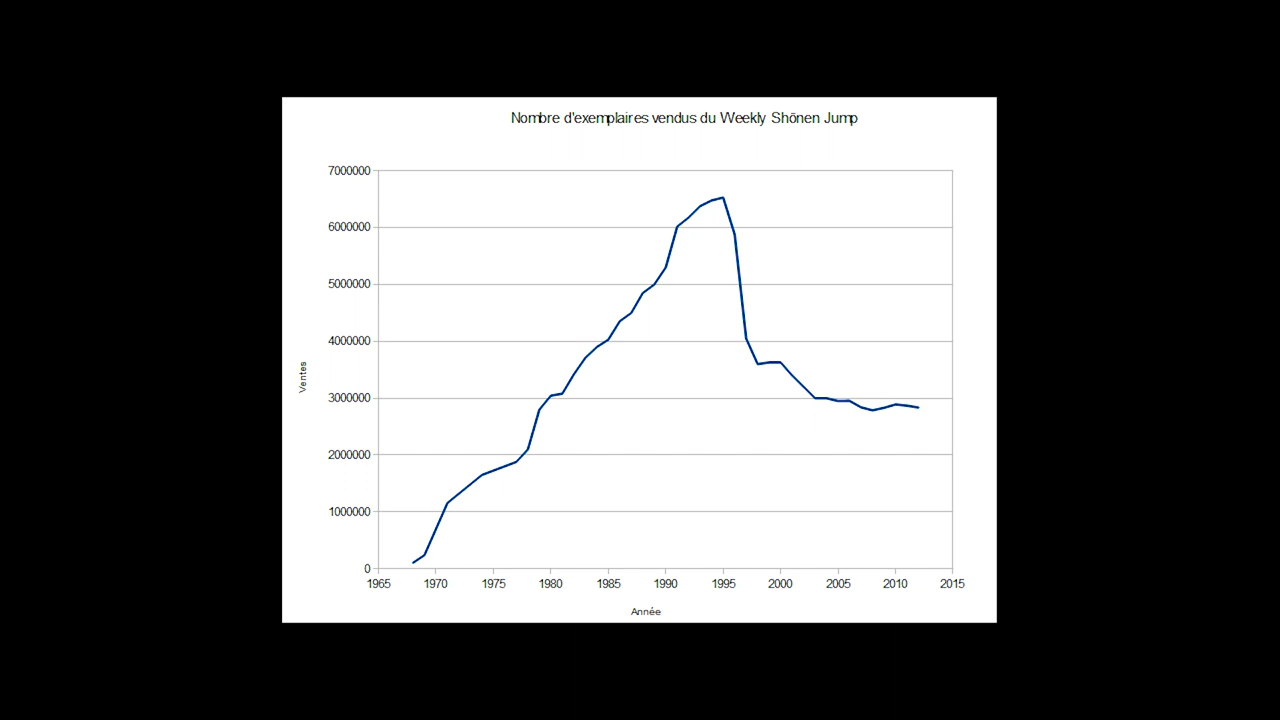 Nombre d'exemplaires vendus du Weekly Shōnen Jump
7000000
6000000
5000000
4000000
3000000
2000000
1000000
0
Ventes
1965 1970 1975 1980 1985 1990 1995 2000 2005 2010 2015
Année